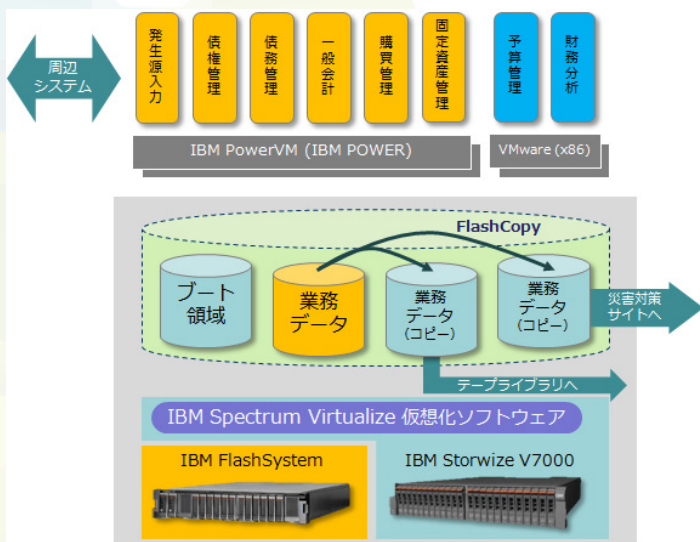 周辺
システム
発生源入力
債権管理
債務管理
一般会計
購買管理
固定資産管理
予算管理
財務分析
IBM PowerVM (IBM POWER)
VMware (x86)
FlashCopy
ブート
領域
業務
データ
業務
データ
(コピー)
業務
データ
(コピー)
災害対策
サイトへ
テープライブラリへ
IBM Spectrum Virtualize 仮想化ソフトウェア
IBM FlashSystem
IBM Storwize V7000